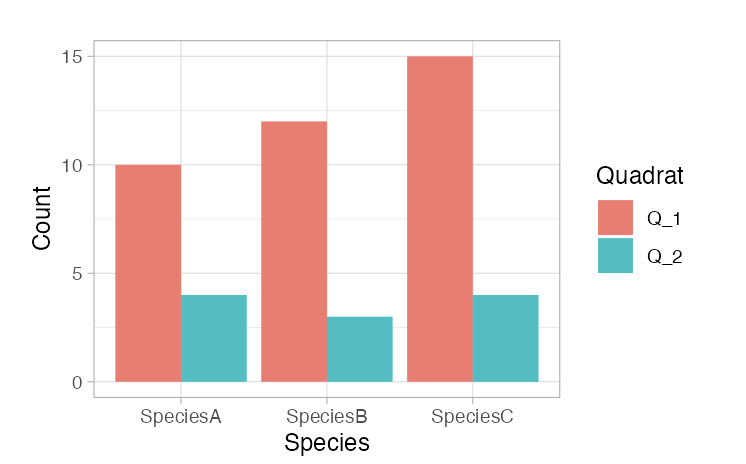 15
10
5
0
Count
SpeciesA SpeciesB SpeciesC
Species
Quadrat
Q_1
Q_2